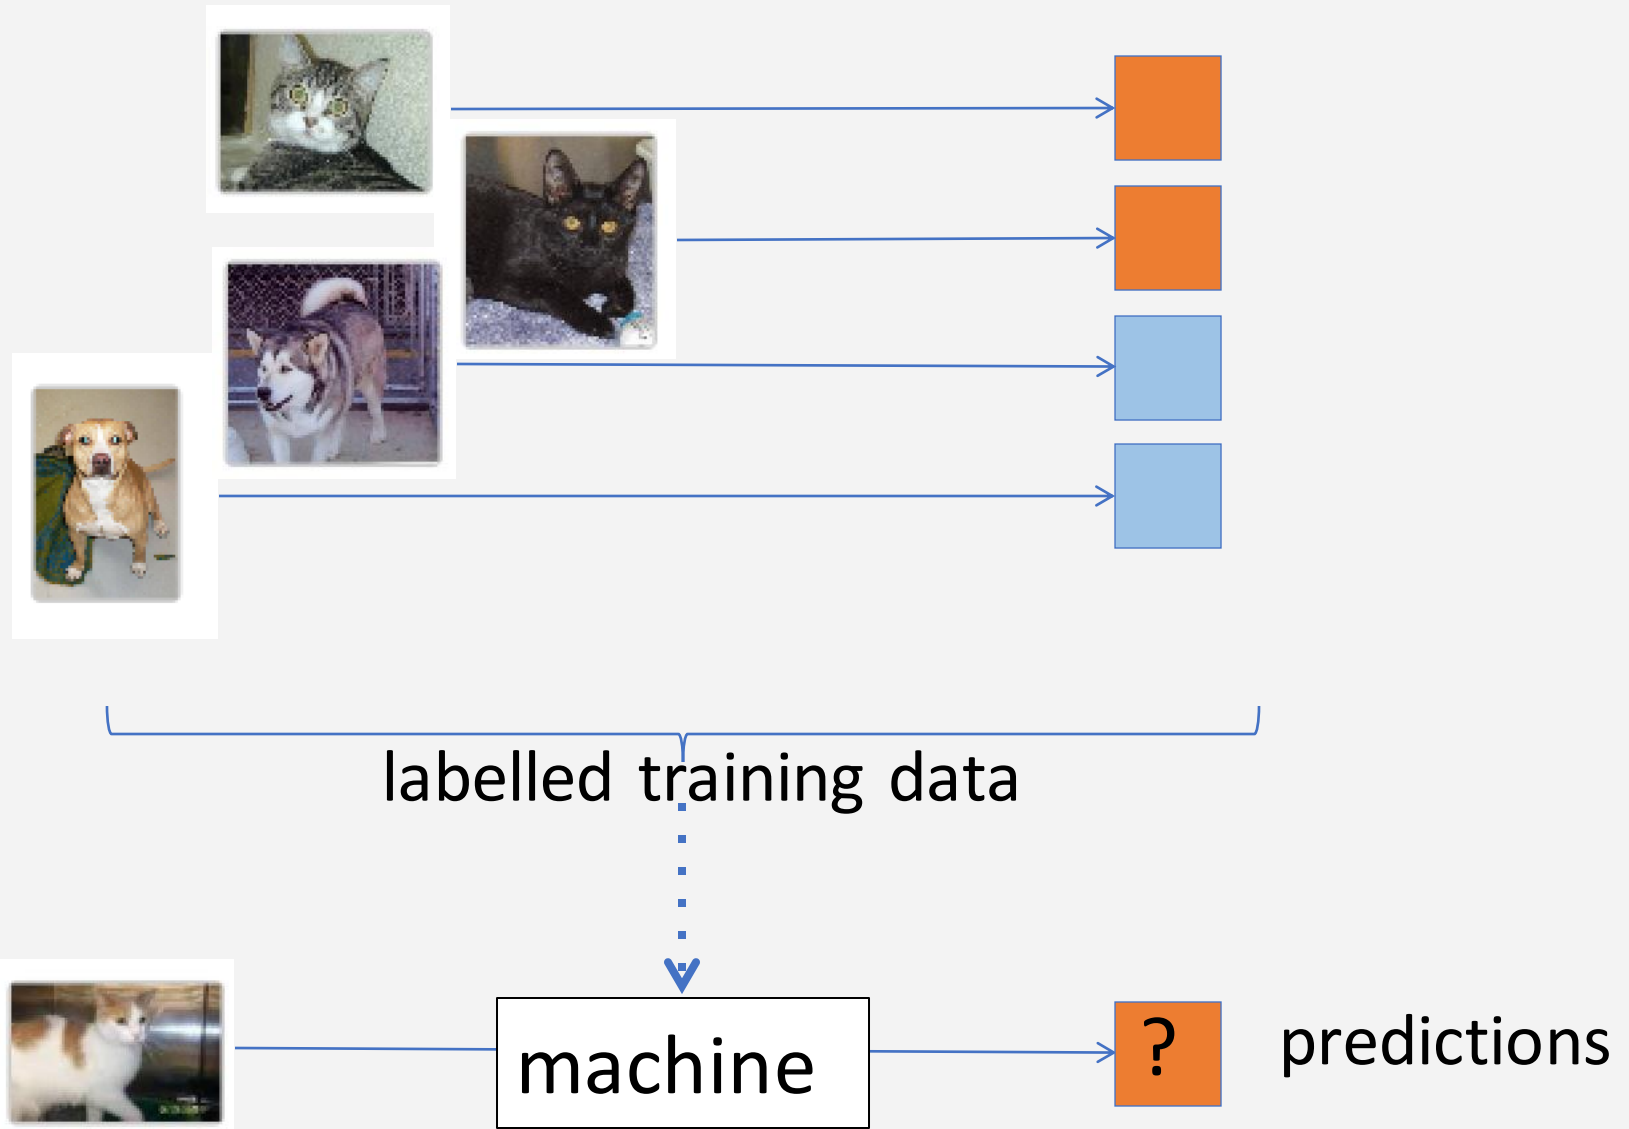 labelled training data
machine
?
predictions